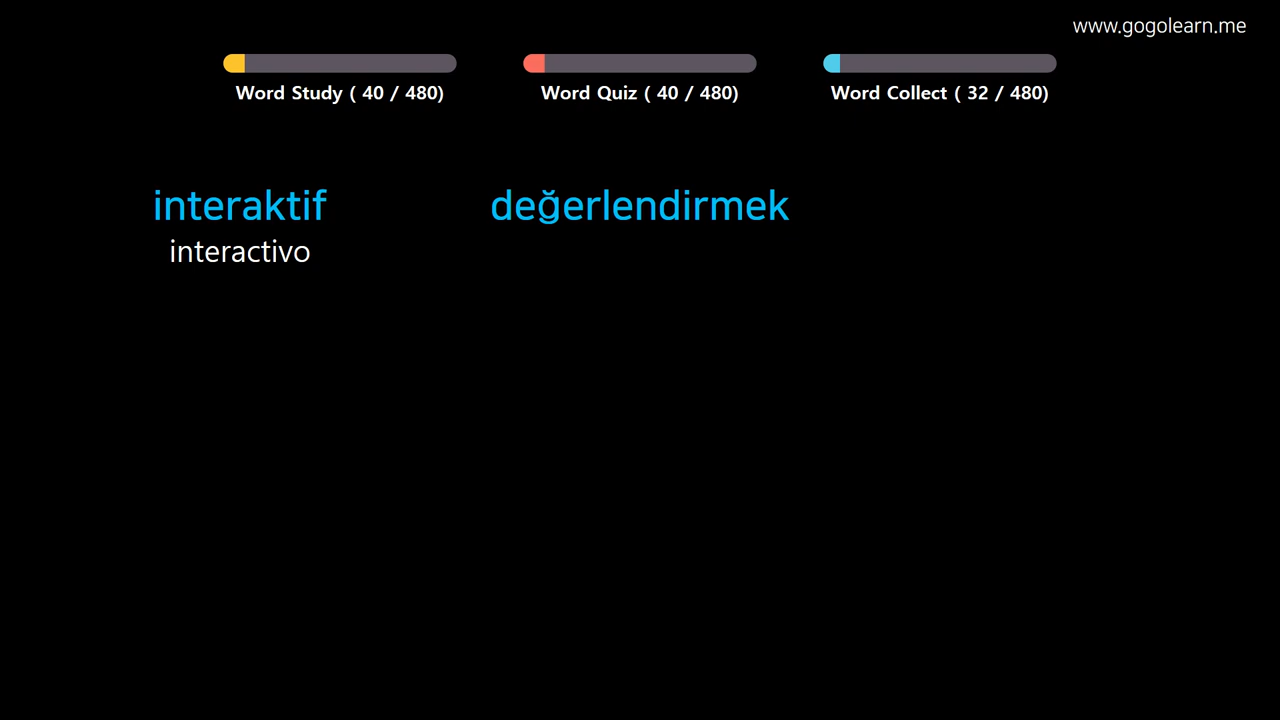 www.gogolearn.me
Word Study ( 40 / 480)
Word Quiz ( 40 / 480)
Word Collect ( 32 / 480)
interaktif
interactivo
değerlendirmek